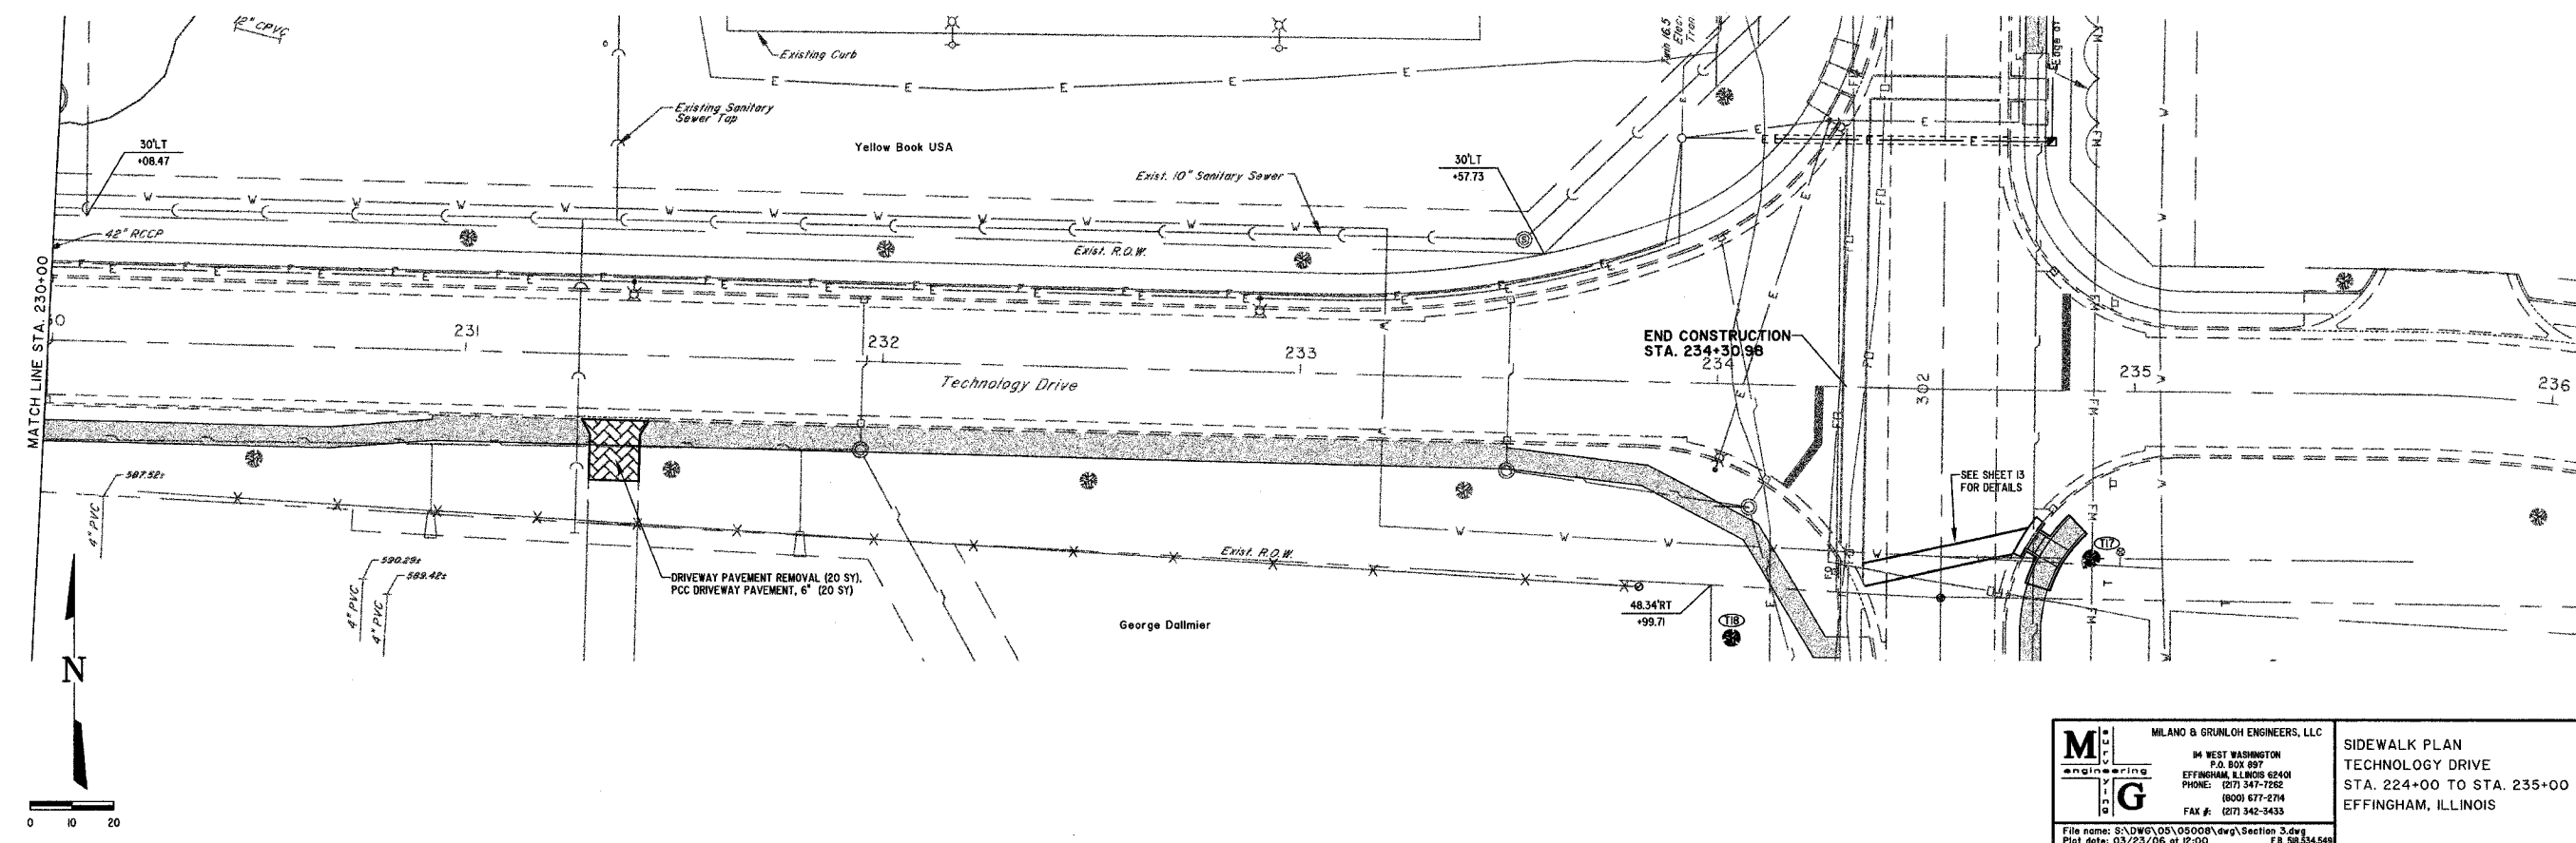 12" CPVC
Existing Curb
Existing Sanitary
Sewer Tap
Yellow Book USA
30'LT
+08.47
Exist. 10" Sanitary Sewer
30'LT
+57.73
42" RCCP
Exist. R.O.W.
MATCH LINE STA. 230+00
231
232
233
234
235
236
302
Technology Drive
END CONSTRUCTION
STA. 234+30.98
SEE SHEET 13
FOR DETAILS
587.52±
4" PVC
590.29±
589.42±
4" PVC
4" PVC
DRIVEWAY PAVEMENT REMOVAL (20 SY),
PCC DRIVEWAY PAVEMENT, 6" (20 SY)
Exist. R.O.W.
George Dallmier
48.34'RT
+99.71
T18
T17
N
0 10 20
M G
engineering
surveying
MILANO & GRUNLOH ENGINEERS, LLC
114 WEST WASHINGTON
P.O. BOX 897
EFFINGHAM, ILLINOIS 62401
PHONE: (217) 347-7262
(800) 677-2714
FAX #: (217) 342-3433
File name: S:\DWG\05\05008\dwg\Section 3.dwg
Plot date: 03/23/06 at 12:00
F.B. 518,534,549
SIDEWALK PLAN
TECHNOLOGY DRIVE
STA. 224+00 TO STA. 235+00
EFFINGHAM, ILLINOIS